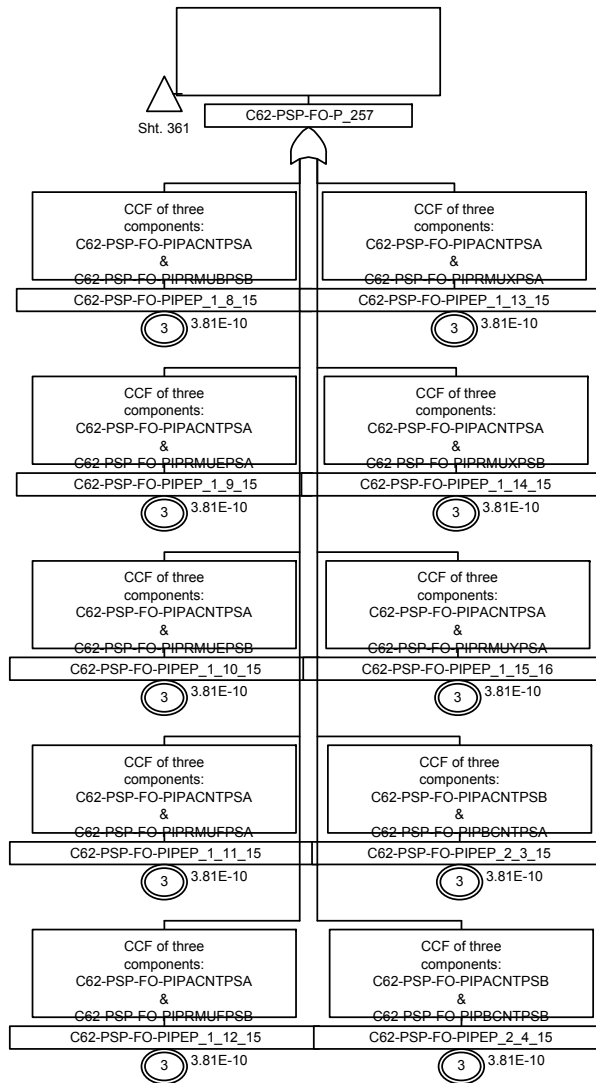 Sht. 361
C62-PSP-FO-P_257
CCF of three
components:
C62-PSP-FO-PIPACNTPSA
&
C62-PSP-FO-PIPRMUBPSB
C62-PSP-FO-PIPEP_1_8_15
3
3.81E-10
CCF of three
components:
C62-PSP-FO-PIPACNTPSA
&
C62-PSP-FO-PIPRMUXPSA
C62-PSP-FO-PIPEP_1_13_15
3
3.81E-10
CCF of three
components:
C62-PSP-FO-PIPACNTPSA
&
C62-PSP-FO-PIPRMUEPSA
C62-PSP-FO-PIPEP_1_9_15
3
3.81E-10
CCF of three
components:
C62-PSP-FO-PIPACNTPSA
&
C62-PSP-FO-PIPRMUXPSB
C62-PSP-FO-PIPEP_1_14_15
3
3.81E-10
CCF of three
components:
C62-PSP-FO-PIPACNTPSA
&
C62-PSP-FO-PIPRMUEPSB
C62-PSP-FO-PIPEP_1_10_15
3
3.81E-10
CCF of three
components:
C62-PSP-FO-PIPACNTPSA
&
C62-PSP-FO-PIPRMUYPSA
C62-PSP-FO-PIPEP_1_15_16
3
3.81E-10
CCF of three
components:
C62-PSP-FO-PIPACNTPSA
&
C62-PSP-FO-PIPRMUFPSA
C62-PSP-FO-PIPEP_1_11_15
3
3.81E-10
CCF of three
components:
C62-PSP-FO-PIPACNTPSB
&
C62-PSP-FO-PIPBCNTPSA
C62-PSP-FO-PIPEP_2_3_15
3
3.81E-10
CCF of three
components:
C62-PSP-FO-PIPACNTPSA
&
C62-PSP-FO-PIPRMUFPSB
C62-PSP-FO-PIPEP_1_12_15
3
3.81E-10
CCF of three
components:
C62-PSP-FO-PIPACNTPSB
&
C62-PSP-FO-PIPBCNTPSB
C62-PSP-FO-PIPEP_2_4_15
3
3.81E-10